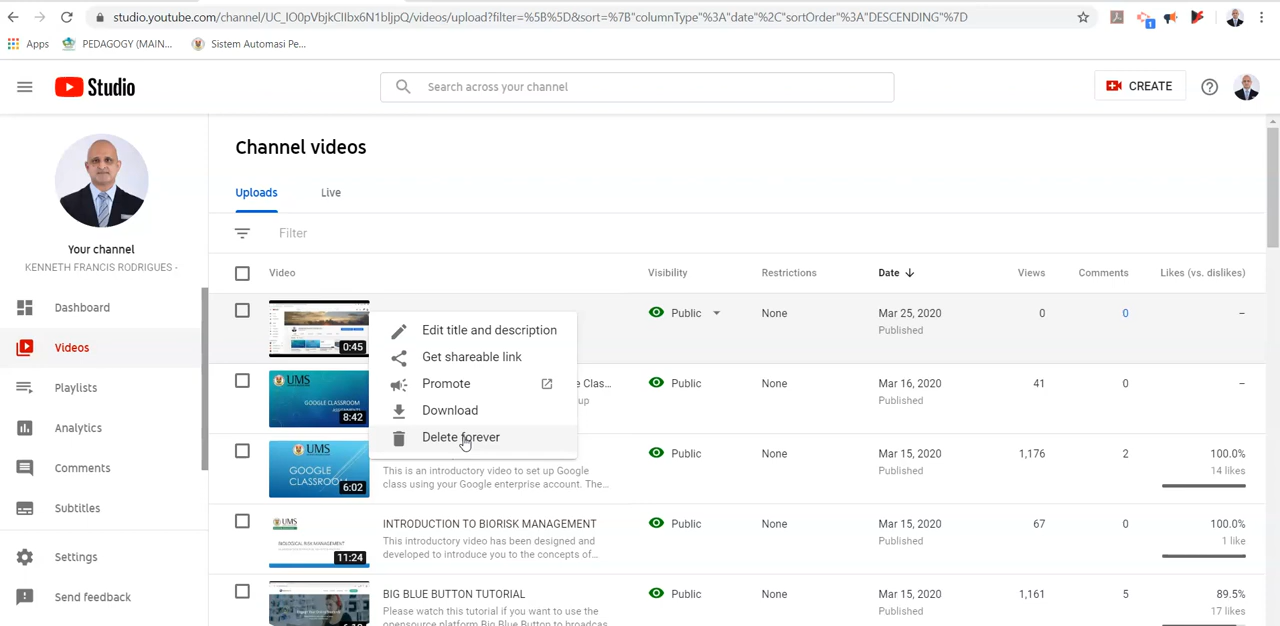 studio.youtube.com/channel/UC_IO0pVbjkCIIbx6N1bljpQ/videos/upload?filter=%5B%5D&sort=%7B"columnType"%3A"date"%2C"sortOrder"%3A"DESCENDING"%7D
1
Apps PEDAGOGY (MAIN... Sistem Automasi Pe...
Studio
Search across your channel
CREATE
Your channel
KENNETH FRANCIS RODRIGUES -
Dashboard
Videos
Playlists
Analytics
Comments
Subtitles
Settings
Send feedback
Channel videos
Uploads Live
Filter
Video Visibility Restrictions Date Views Comments Likes (vs. dislikes)
0:45
Public None Mar 25, 2020 0 0 –
Published
Edit title and description
Get shareable link
Promote
Download
Delete forever
UMS
GOOGLE CLASSROOM
ASSIGNMENTS
8:42
e Clas...
up
Public None Mar 16, 2020 41 0 –
Published
UMS
GOOGLE
CLASSROOM
6:02
This is an introductory video to set up Google
class using your Google enterprise account. The...
Public None Mar 15, 2020 1,176 2 100.0%
Published 14 likes
UMS
BIOLOGICAL RISK MANAGEMENT
11:24
INTRODUCTION TO BIORISK MANAGEMENT
This introductory video has been designed and
developed to introduce you to the concepts of...
Public None Mar 15, 2020 67 0 100.0%
Published 1 like
BIG BLUE BUTTON TUTORIAL
Please watch this tutorial if you want to use the
opensource platform Big Blue Button to broadcas
Public None Mar 15, 2020 1,161 5 89.5%
Published 17 likes